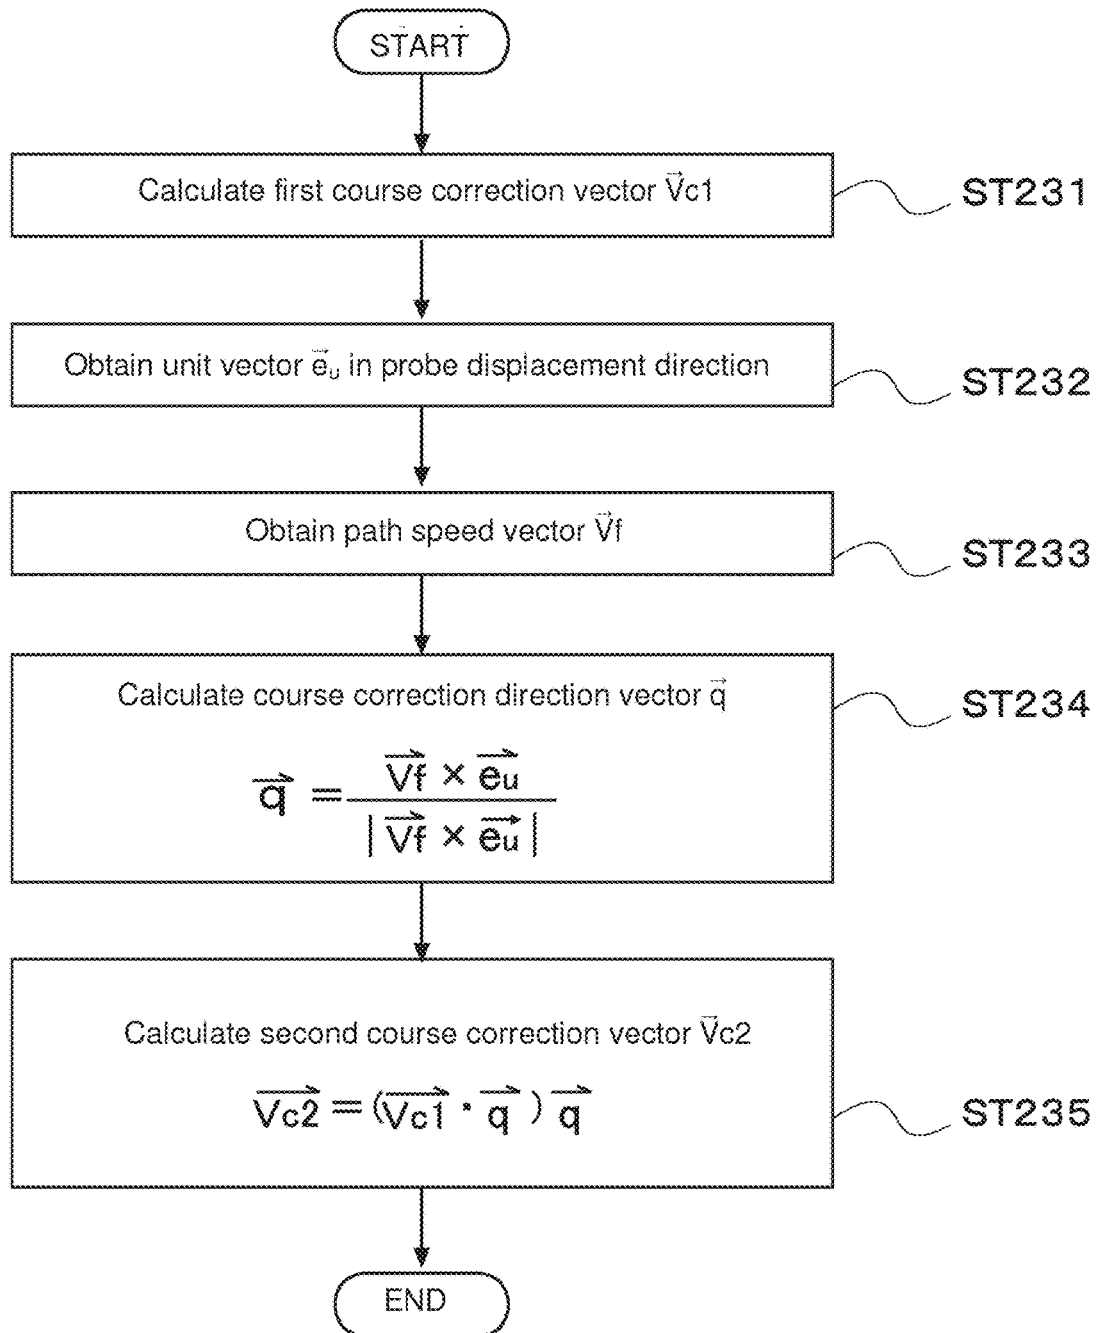 START
Calculate first course correction vector V⃗c1
ST231
Obtain unit vector e⃗ᵤ in probe displacement direction
ST232
Obtain path speed vector V⃗f
ST233
Calculate course correction direction vector q⃗
ST234
q⃗ = (V⃗f × e⃗ᵤ) / |V⃗f × e⃗ᵤ|
Calculate second course correction vector V⃗c2
V⃗c2 = (V⃗c1 · q⃗) q⃗
ST235
END